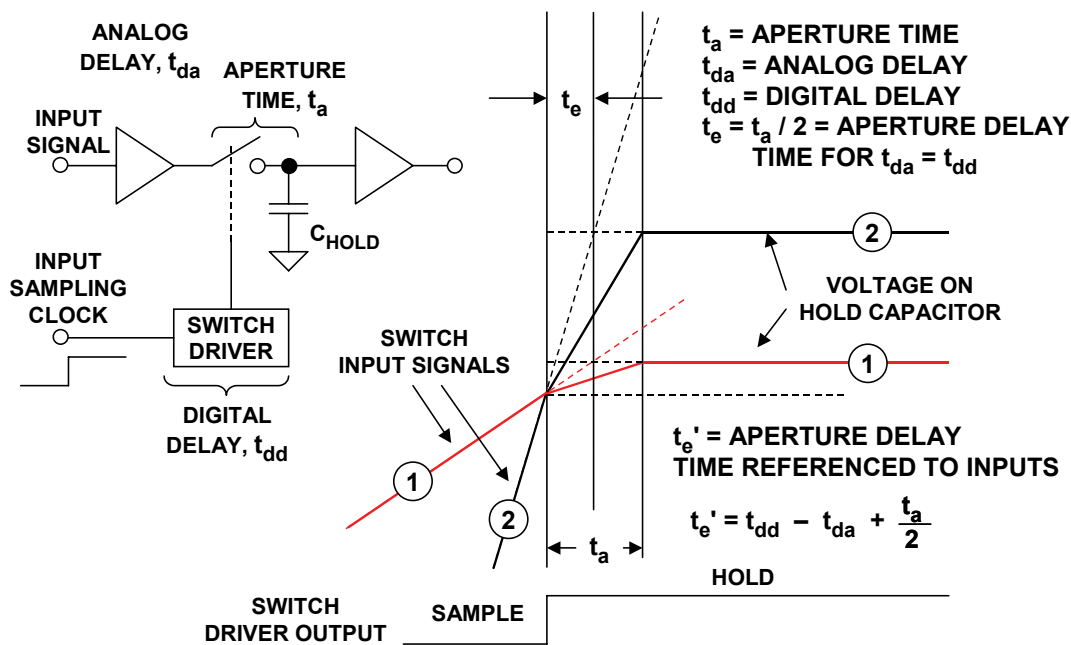 ANALOG
DELAY, tda
APERTURE
TIME, ta
INPUT
SIGNAL
CHOLD
INPUT
SAMPLING
CLOCK
SWITCH
DRIVER
DIGITAL
DELAY, tdd
te
ta = APERTURE TIME
tda = ANALOG DELAY
tdd = DIGITAL DELAY
te = ta / 2 = APERTURE DELAY
TIME FOR tda = tdd
2
VOLTAGE ON
HOLD CAPACITOR
1
SWITCH
INPUT SIGNALS
1
2
te' = APERTURE DELAY
TIME REFERENCED TO INPUTS
te' = tdd – tda + ta/2
ta
HOLD
SAMPLE
SWITCH
DRIVER OUTPUT